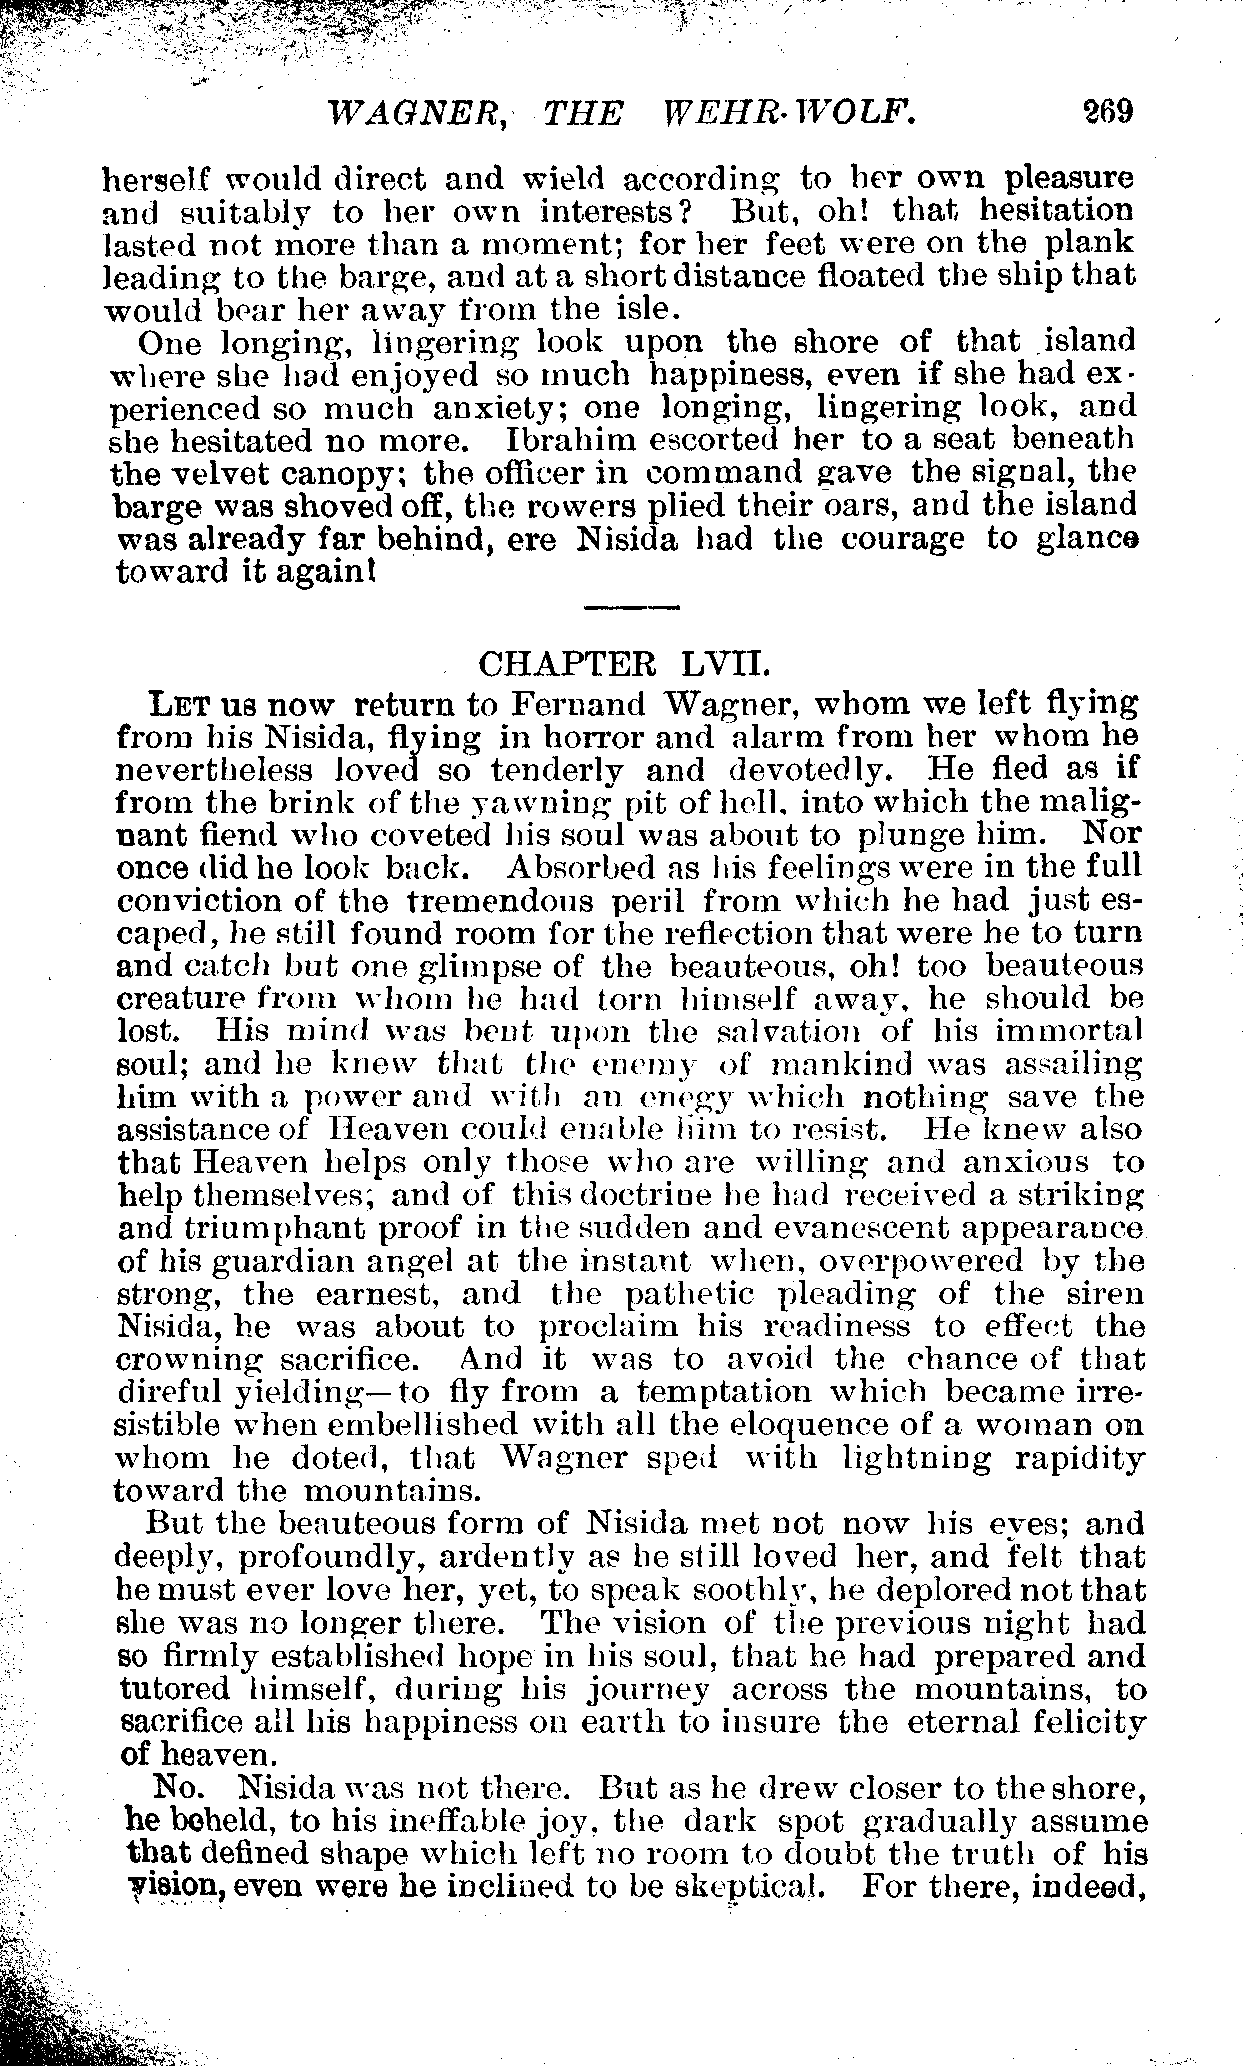 WAGNER, THE WEHR-WOLF. 269
herself would direct and wield according to her own pleasure
and suitably to her own interests? But, oh! that hesitation
lasted not more than a moment; for her feet were on the plank
leading to the barge, and at a short distance floated the ship that
would bear her away from the isle.
One longing, lingering look upon the shore of that island
where she had enjoyed so much happiness, even if she had ex-
perienced so much anxiety; one longing, lingering look, and
she hesitated no more. Ibrahim escorted her to a seat beneath
the velvet canopy; the officer in command gave the signal, the
barge was shoved off, the rowers plied their oars, and the island
was already far behind, ere Nisida had the courage to glance
toward it again!
CHAPTER LVII.
LET us now return to Fernand Wagner, whom we left flying
from his Nisida, flying in horror and alarm from her whom he
nevertheless loved so tenderly and devotedly. He fled as if
from the brink of the yawning pit of hell, into which the malig-
nant fiend who coveted his soul was about to plunge him. Nor
once did he look back. Absorbed as his feelings were in the full
conviction of the tremendous peril from which he had just es-
caped, he still found room for the reflection that were he to turn
and catch but one glimpse of the beauteous, oh! too beauteous
creature from whom he had torn himself away, he should be
lost. His mind was bent upon the salvation of his immortal
soul; and he knew that the enemy of mankind was assailing
him with a power and with an enegy which nothing save the
assistance of Heaven could enable him to resist. He knew also
that Heaven helps only those who are willing and anxious to
help themselves; and of this doctrine he had received a striking
and triumphant proof in the sudden and evanescent appearance
of his guardian angel at the instant when, overpowered by the
strong, the earnest, and the pathetic pleading of the siren
Nisida, he was about to proclaim his readiness to effect the
crowning sacrifice. And it was to avoid the chance of that
direful yielding—to fly from a temptation which became irre-
sistible when embellished with all the eloquence of a woman on
whom he doted, that Wagner sped with lightning rapidity
toward the mountains.
But the beauteous form of Nisida met not now his eyes; and
deeply, profoundly, ardently as he still loved her, and felt that
he must ever love her, yet, to speak soothly, he deplored not that
she was no longer there. The vision of the previous night had
so firmly established hope in his soul, that he had prepared and
tutored himself, during his journey across the mountains, to
sacrifice all his happiness on earth to insure the eternal felicity
of heaven.
No. Nisida was not there. But as he drew closer to the shore,
he beheld, to his ineffable joy, the dark spot gradually assume
that defined shape which left no room to doubt the truth of his
vision, even were he inclined to be skeptical. For there, indeed,